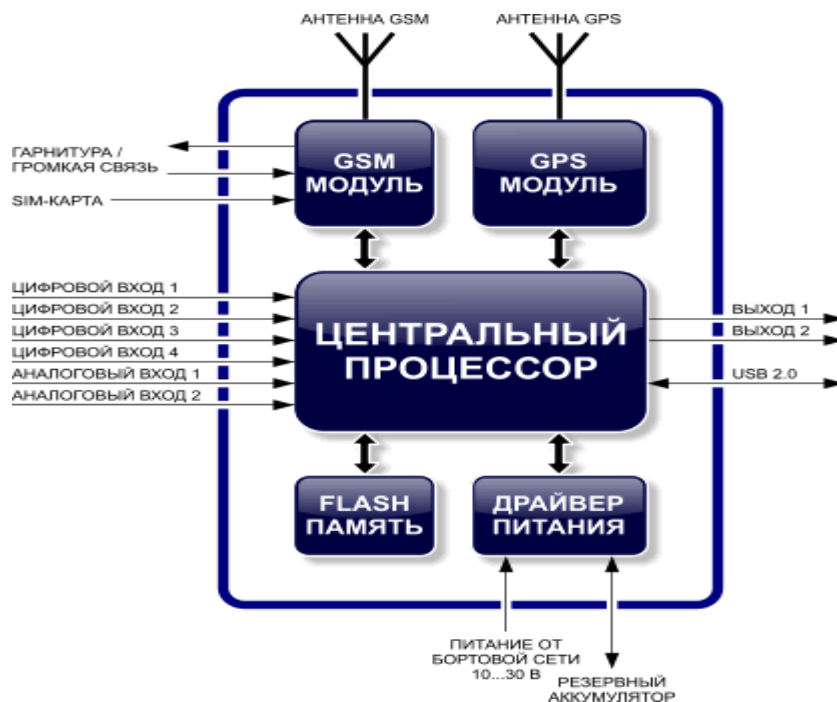 АНТЕННА GSM
АНТЕННА GPS
GSM
МОДУЛЬ
GPS
МОДУЛЬ
ГАРНИТУРА /
ГРОМКАЯ СВЯЗЬ
SIM-КАРТА
ЦИФРОВОЙ ВХОД 1
ЦИФРОВОЙ ВХОД 2
ЦИФРОВОЙ ВХОД 3
ЦИФРОВОЙ ВХОД 4
АНАЛОГОВЫЙ ВХОД 1
АНАЛОГОВЫЙ ВХОД 2
ЦЕНТРАЛЬНЫЙ
ПРОЦЕССОР
ВЫХОД 1
ВЫХОД 2
USB 2.0
FLASH
ПАМЯТЬ
ДРАЙВЕР
ПИТАНИЯ
ПИТАНИЕ ОТ
БОРТОВОЙ СЕТИ
10...30 В
РЕЗЕРВНЫЙ
АККУМУЛЯТОР